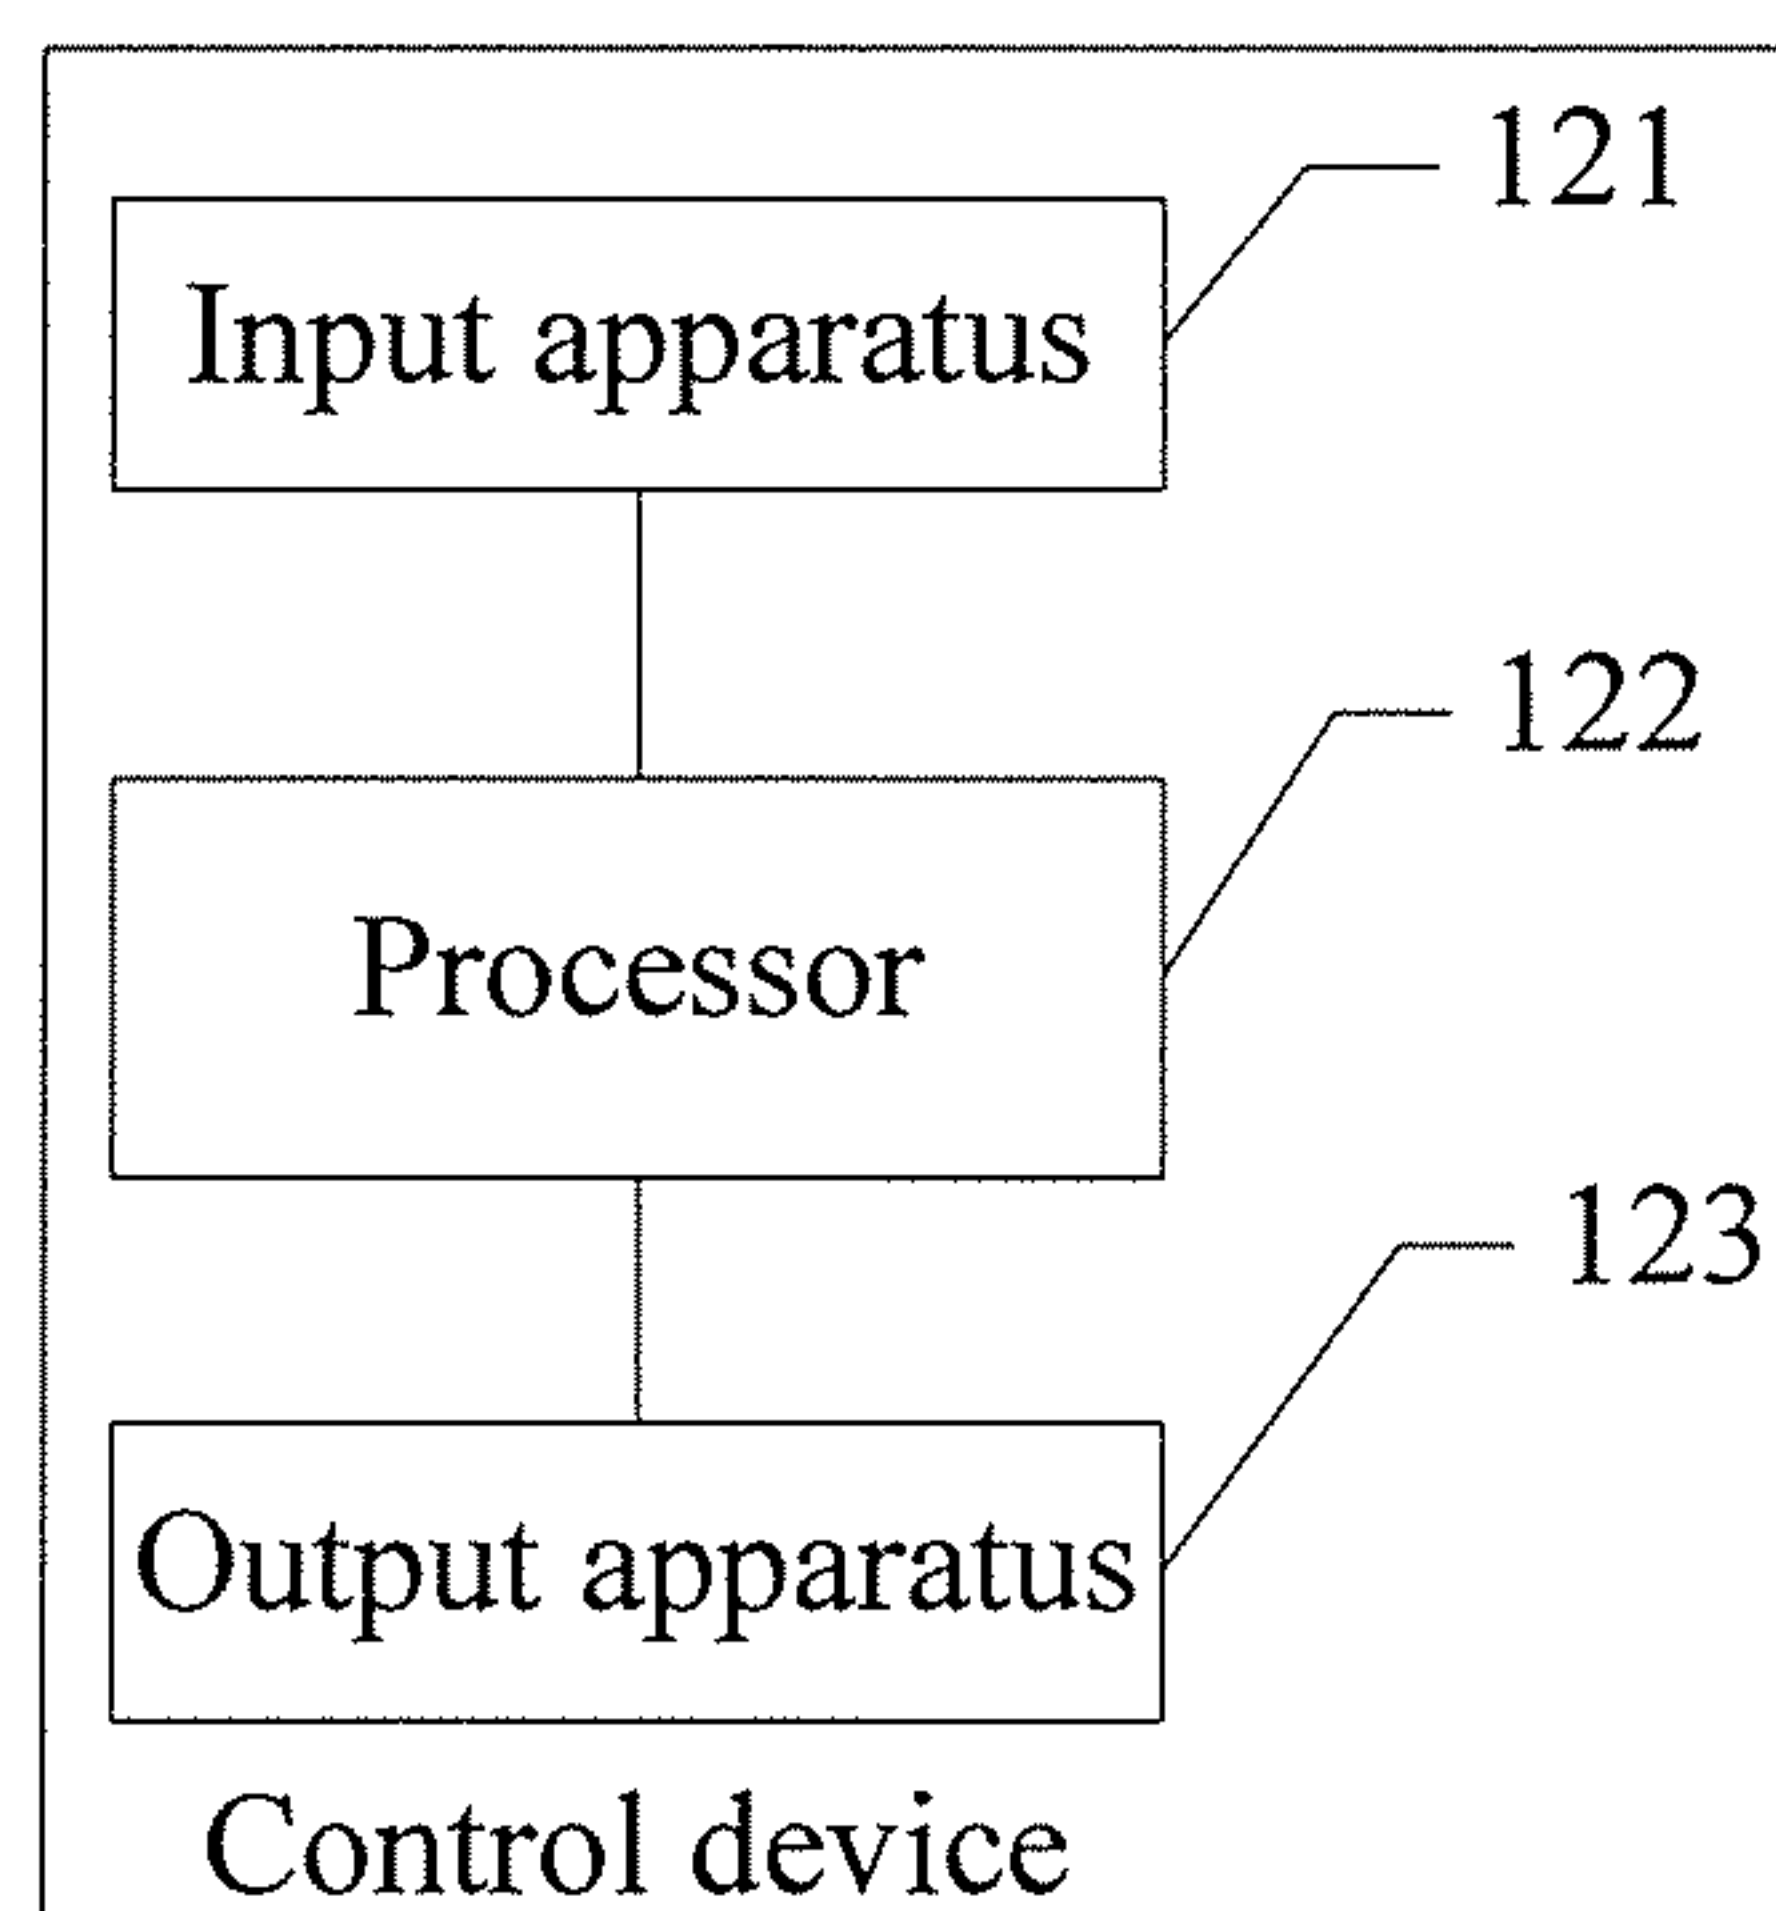 121
Input apparatus
122
Processor
123
Output apparatus
Control device